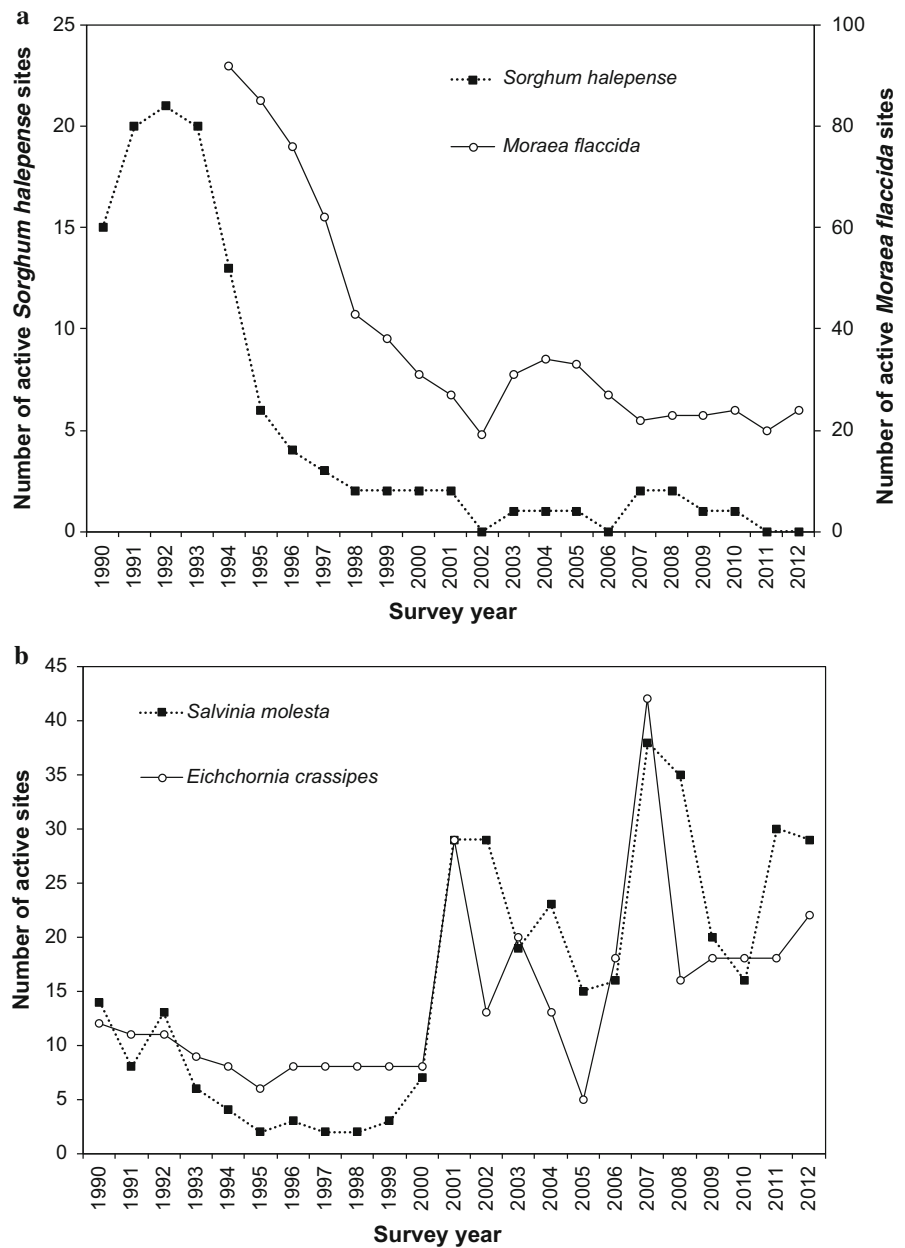 a
25
20
15
10
5
0
100
80
60
40
20
0
Number of active Sorghum halepense sites
Number of active Moraea flaccida sites
Sorghum halepense
Moraea flaccida
1990 1991 1992 1993 1994 1995 1996 1997 1998 1999 2000 2001 2002 2003 2004 2005 2006 2007 2008 2009 2010 2011 2012
Survey year
b
45
40
35
30
25
20
15
10
5
0
Number of active sites
Salvinia molesta
Eichchornia crassipes
1990 1991 1992 1993 1994 1995 1996 1997 1998 1999 2000 2001 2002 2003 2004 2005 2006 2007 2008 2009 2010 2011 2012
Survey year